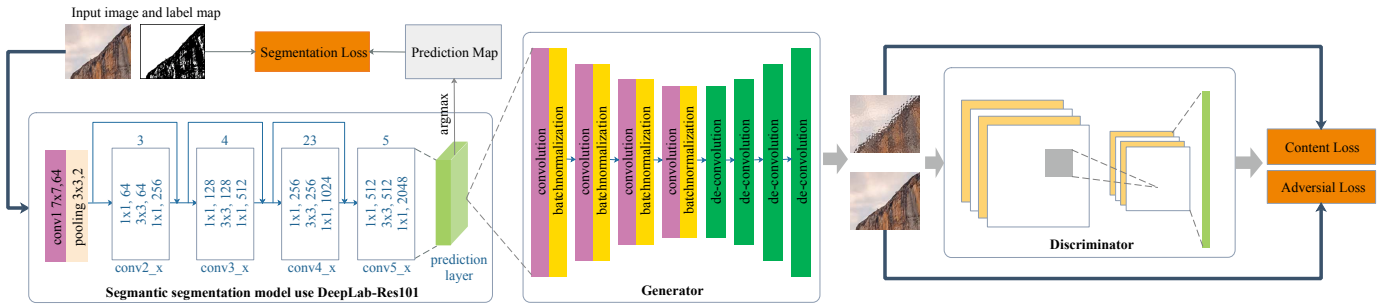 Input image and label map
Segmentation Loss
Prediction Map
argmax
3
4
23
5
conv1 7x7,64
pooling 3x3,2
1x1, 64
3x3, 64
1x1, 256
1x1, 128
3x3, 128
1x1, 512
1x1, 256
3x3, 256
1x1, 1024
1x1, 512
3x3, 512
1x1, 2048
conv2_x
conv3_x
conv4_x
conv5_x
prediction
layer
Segmantic segmentation model use DeepLab-Res101
convolution
batchnormalization
convolution
batchnormalization
convolution
batchnormalization
convolution
batchnormalization
de-convolution
de-convolution
de-convolution
de-convolution
Generator
Discriminator
Content Loss
Adversial Loss